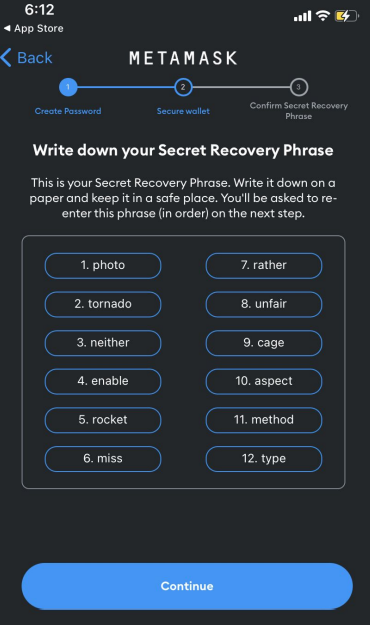 6:12
App Store
Back
METAMASK
1
2
3
Create Password
Secure wallet
Confirm Secret Recovery
Phrase
Write down your Secret Recovery Phrase
This is your Secret Recovery Phrase. Write it down on a
paper and keep it in a safe place. You'll be asked to re-
enter this phrase (in order) on the next step.
1. photo
7. rather
2. tornado
8. unfair
3. neither
9. cage
4. enable
10. aspect
5. rocket
11. method
6. miss
12. type
Continue